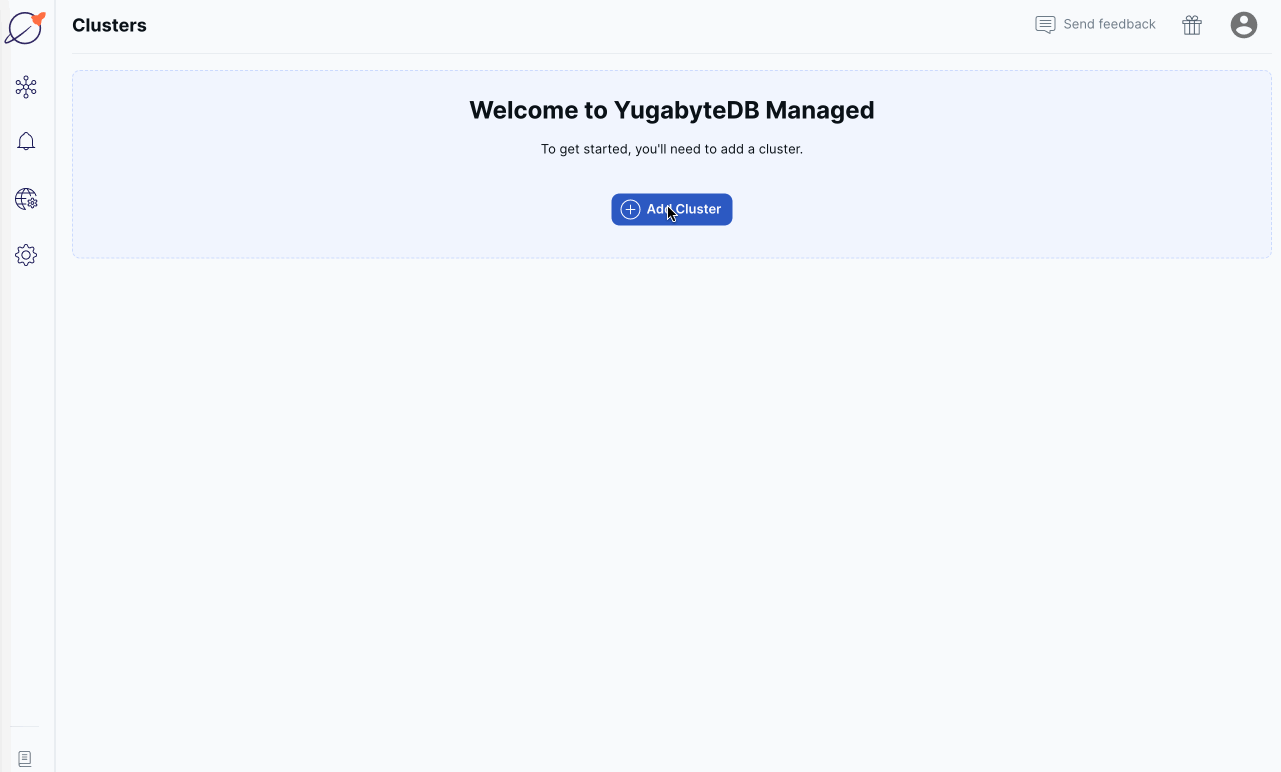 Clusters
Send feedback
Welcome to YugabyteDB Managed
To get started, you'll need to add a cluster.
Add Cluster